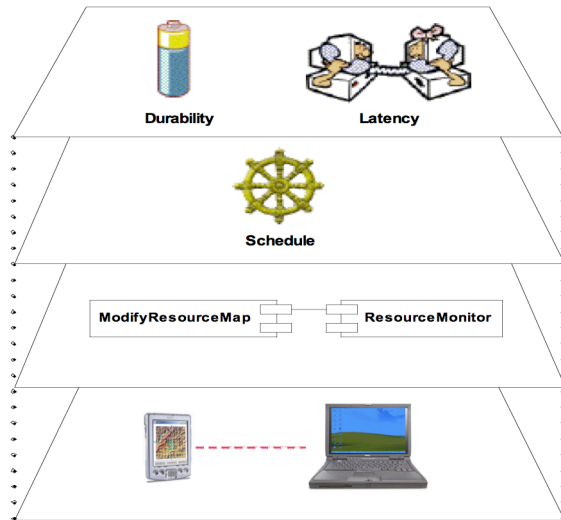 Durability
Latency
Schedule
ModifyResourceMap
ResourceMonitor